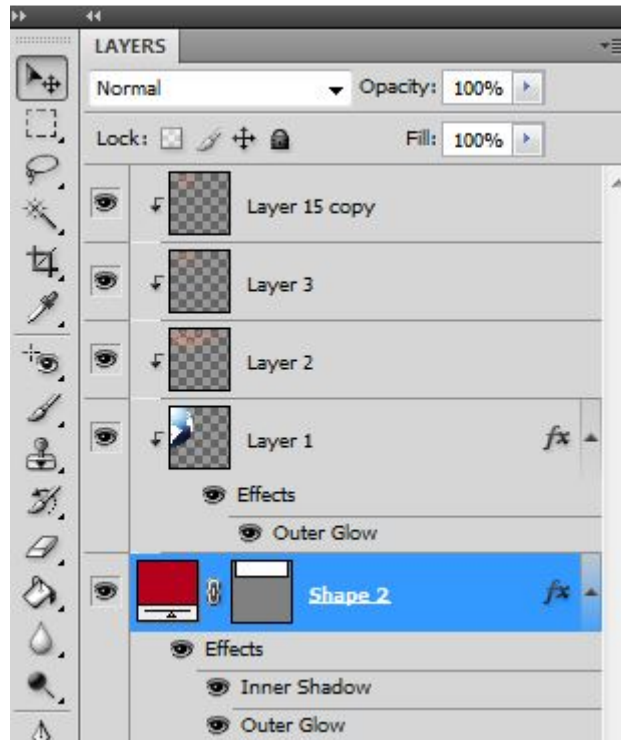 LAYERS
Normal Opacity: 100%
Lock: Fill: 100%
Layer 15 copy
Layer 3
Layer 2
Layer 1 fx
Effects
Outer Glow
Shape 2 fx
Effects
Inner Shadow
Outer Glow